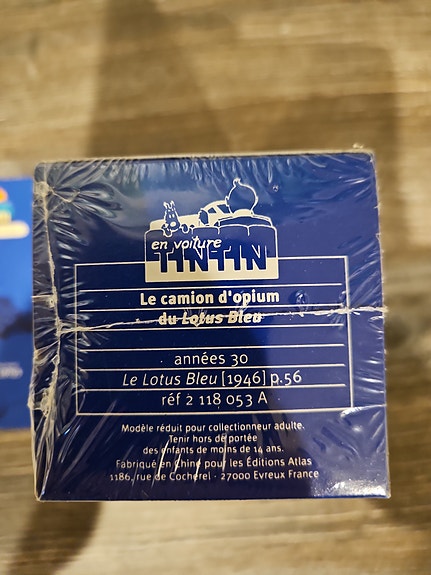 en voiture
TINTIN
Le camion d'opium
du Lotus Bleu
années 30
Le Lotus Bleu [1946] p.56
réf 2 118 053 A
Modèle réduit pour collectionneur adulte.
Tenir hors de portée
des enfants de moins de 14 ans.
Fabriqué en Chine pour les Éditions Atlas
1186, rue de Cocherel - 27000 Evreux France